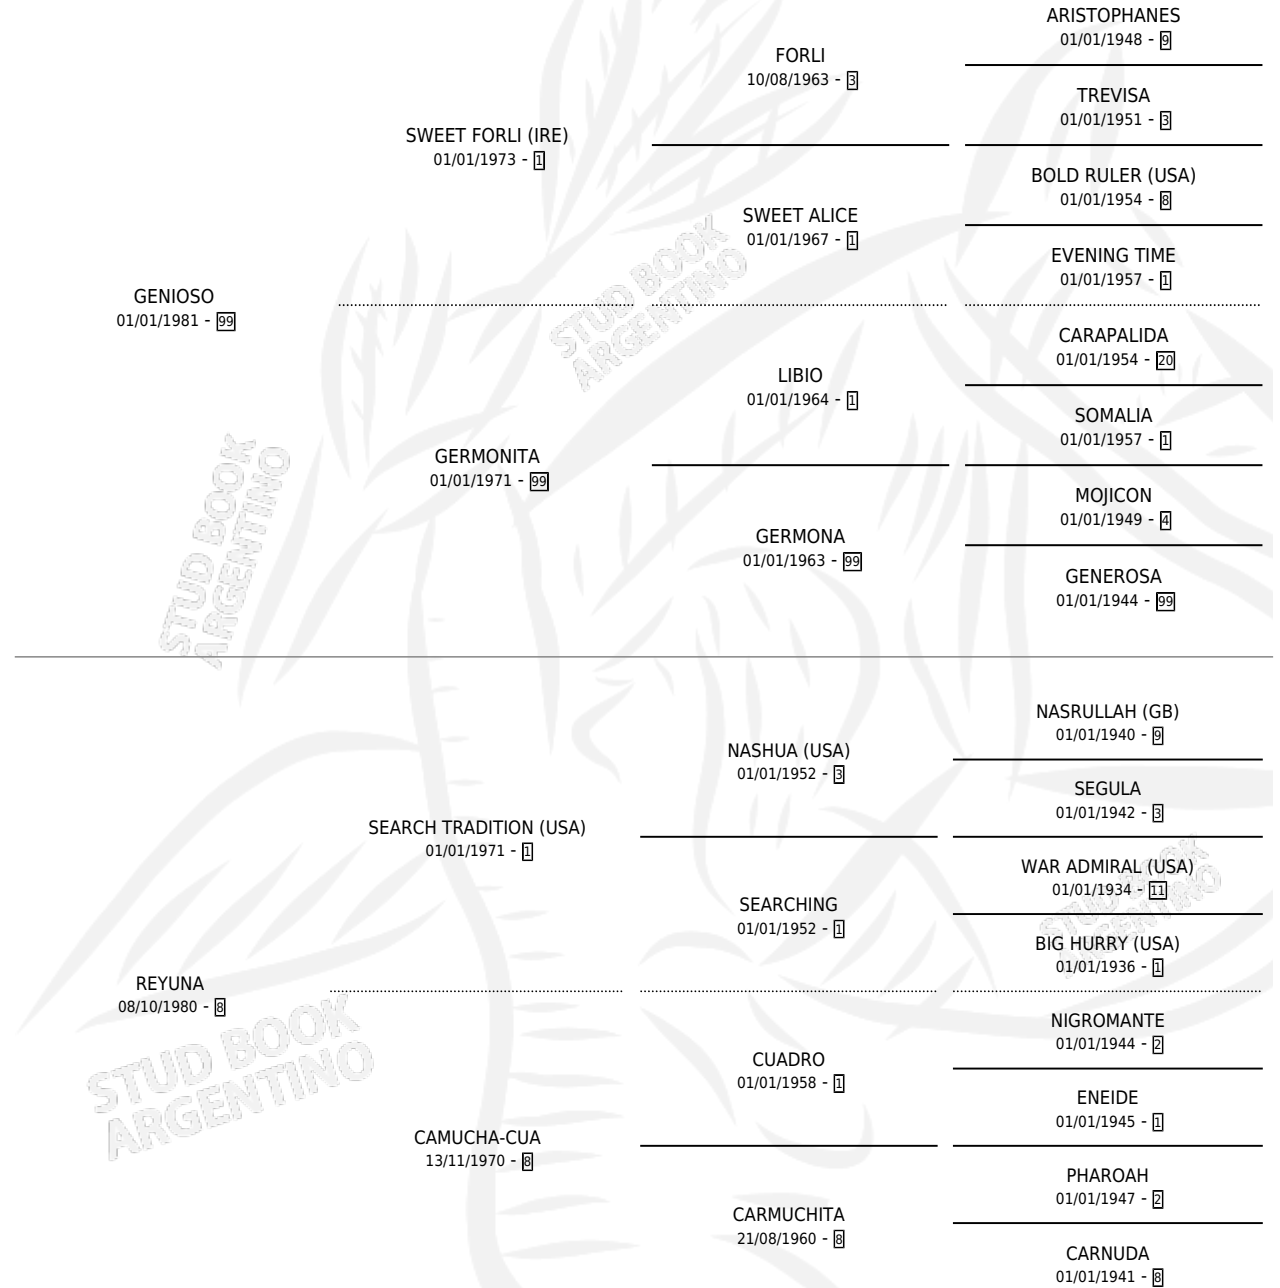 ARISTOPHANES
01/01/1948 - 9
FORLI
10/08/1963 - 3
TREVISA
01/01/1951 - 3
SWEET FORLI (IRE)
01/01/1973 - 1
BOLD RULER (USA)
01/01/1954 - 8
SWEET ALICE
01/01/1967 - 1
EVENING TIME
01/01/1957 - 1
GENIOSO
01/01/1981 - 99
CARAPALIDA
01/01/1954 - 20
LIBIO
01/01/1964 - 1
SOMALIA
01/01/1957 - 1
GERMONITA
01/01/1971 - 99
MOJICON
01/01/1949 - 4
GERMONA
01/01/1963 - 99
GENEROSA
01/01/1944 - 99
NASRULLAH (GB)
01/01/1940 - 9
NASHUA (USA)
01/01/1952 - 3
SEGULA
01/01/1942 - 3
SEARCH TRADITION (USA)
01/01/1971 - 1
WAR ADMIRAL (USA)
01/01/1934 - 11
SEARCHING
01/01/1952 - 1
BIG HURRY (USA)
01/01/1936 - 1
REYUNA
08/10/1980 - 8
NIGROMANTE
01/01/1944 - 2
CUADRO
01/01/1958 - 1
ENEIDE
01/01/1945 - 1
CAMUCHA-CUA
13/11/1970 - 8
PHAROAH
01/01/1947 - 2
CARMUCHITA
21/08/1960 - 8
CARNUDA
01/01/1941 - 8
STUD BOOK
ARGENTINO
STUD BOOK
ARGENTINO
STUD BOOK
ARGENTINO
STUD BOOK
ARGENTINO